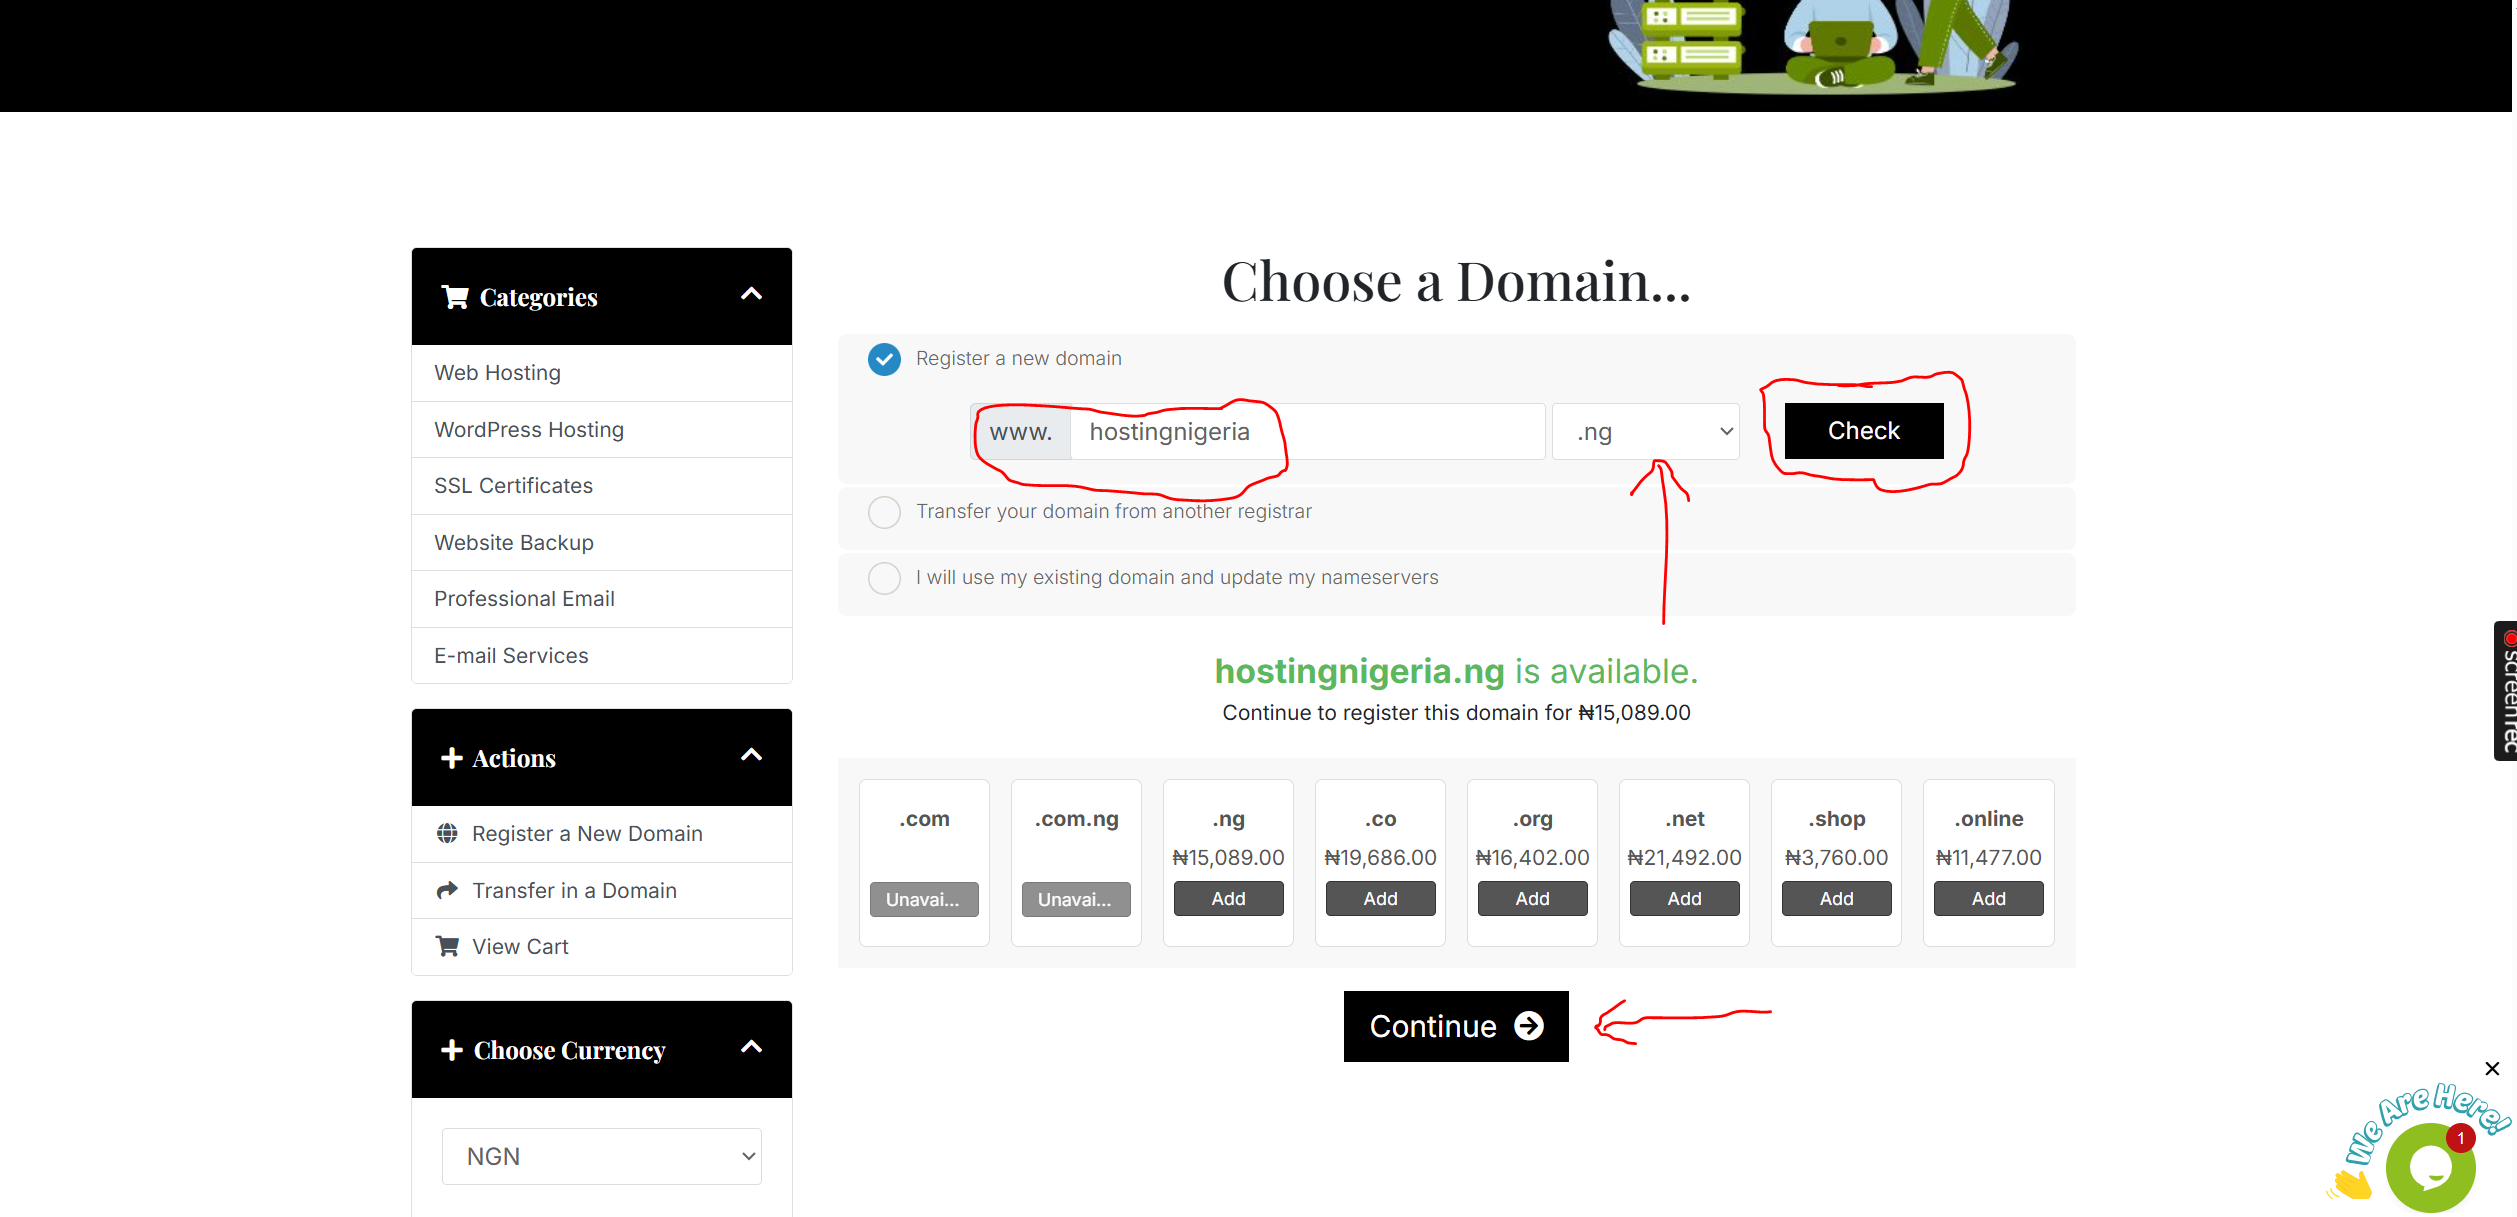 Categories
Web Hosting
WordPress Hosting
SSL Certificates
Website Backup
Professional Email
E-mail Services
Actions
Register a New Domain
Transfer in a Domain
View Cart
Choose Currency
NGN
Choose a Domain...
Register a new domain
www. hostingnigeria .ng Check
Transfer your domain from another registrar
I will use my existing domain and update my nameservers
hostingnigeria.ng is available.
Continue to register this domain for ₦15,089.00
.com .com.ng .ng .co .org .net .shop .online
₦15,089.00 ₦19,686.00 ₦16,402.00 ₦21,492.00 ₦3,760.00 ₦11,477.00
Unavai... Unavai... Add Add Add Add Add Add
Continue
screenrec
We Are Here!
1